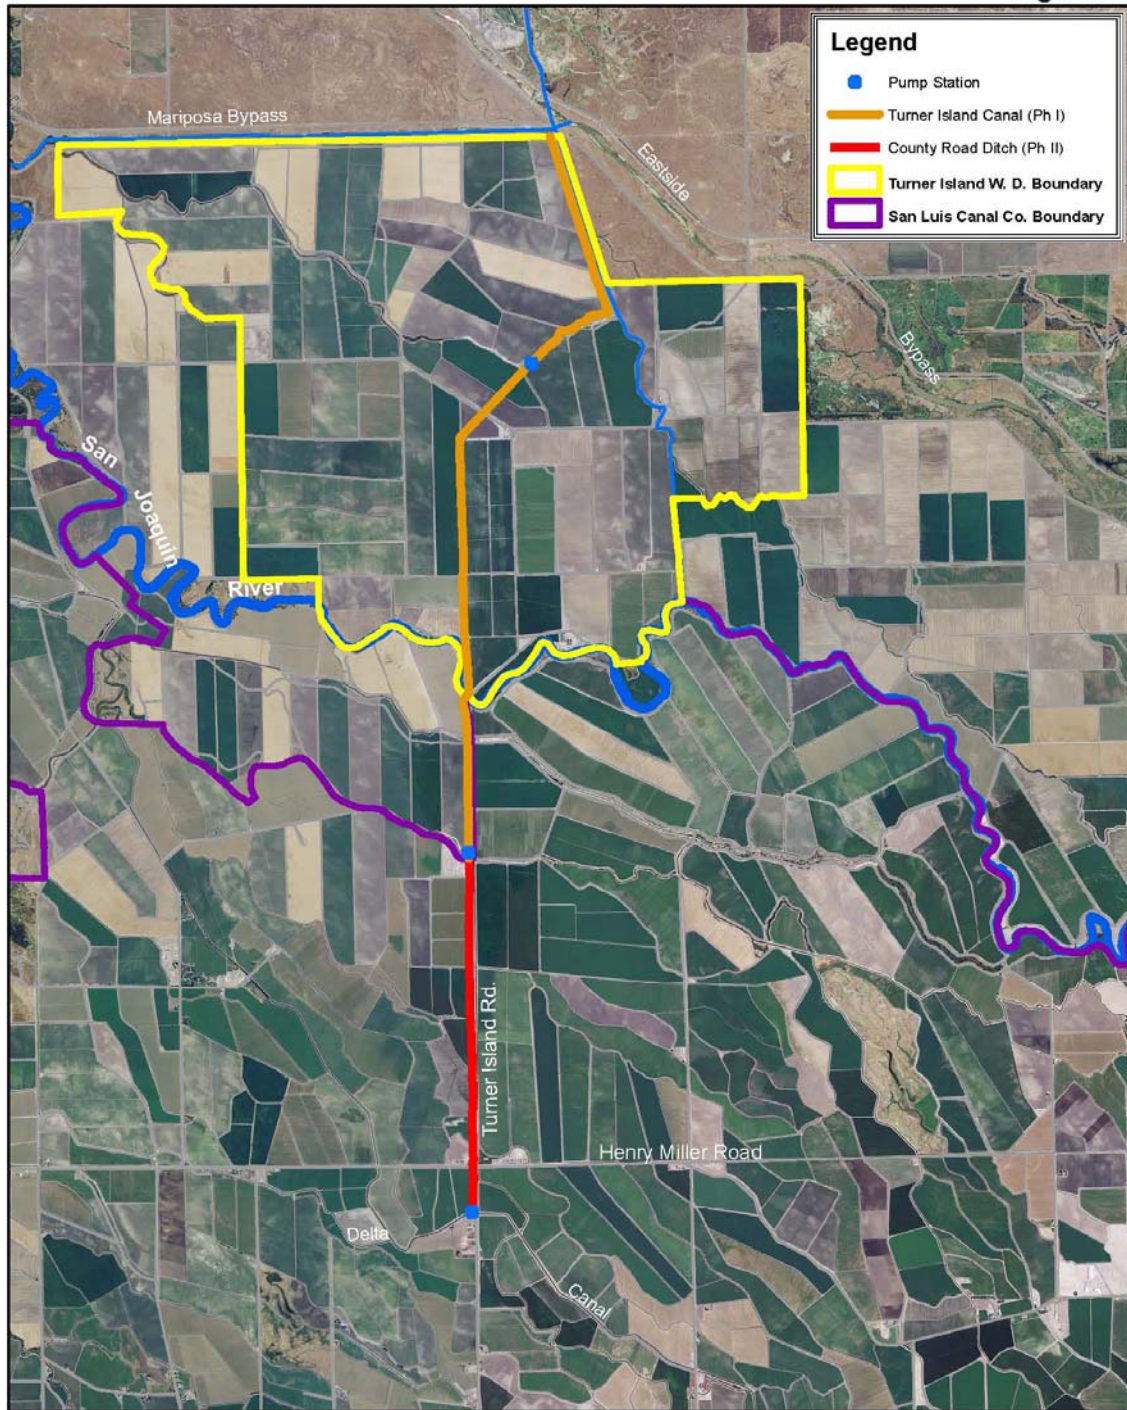 Legend
Pump Station
Turner Island Canal (Ph I)
County Road Ditch (Ph II)
Turner Island W. D. Boundary
San Luis Canal Co. Boundary
Mariposa Bypass
Eastside
Bypass
San
Joaquin
River
Turner Island Rd.
Henry Miller Road
Delta
Canal